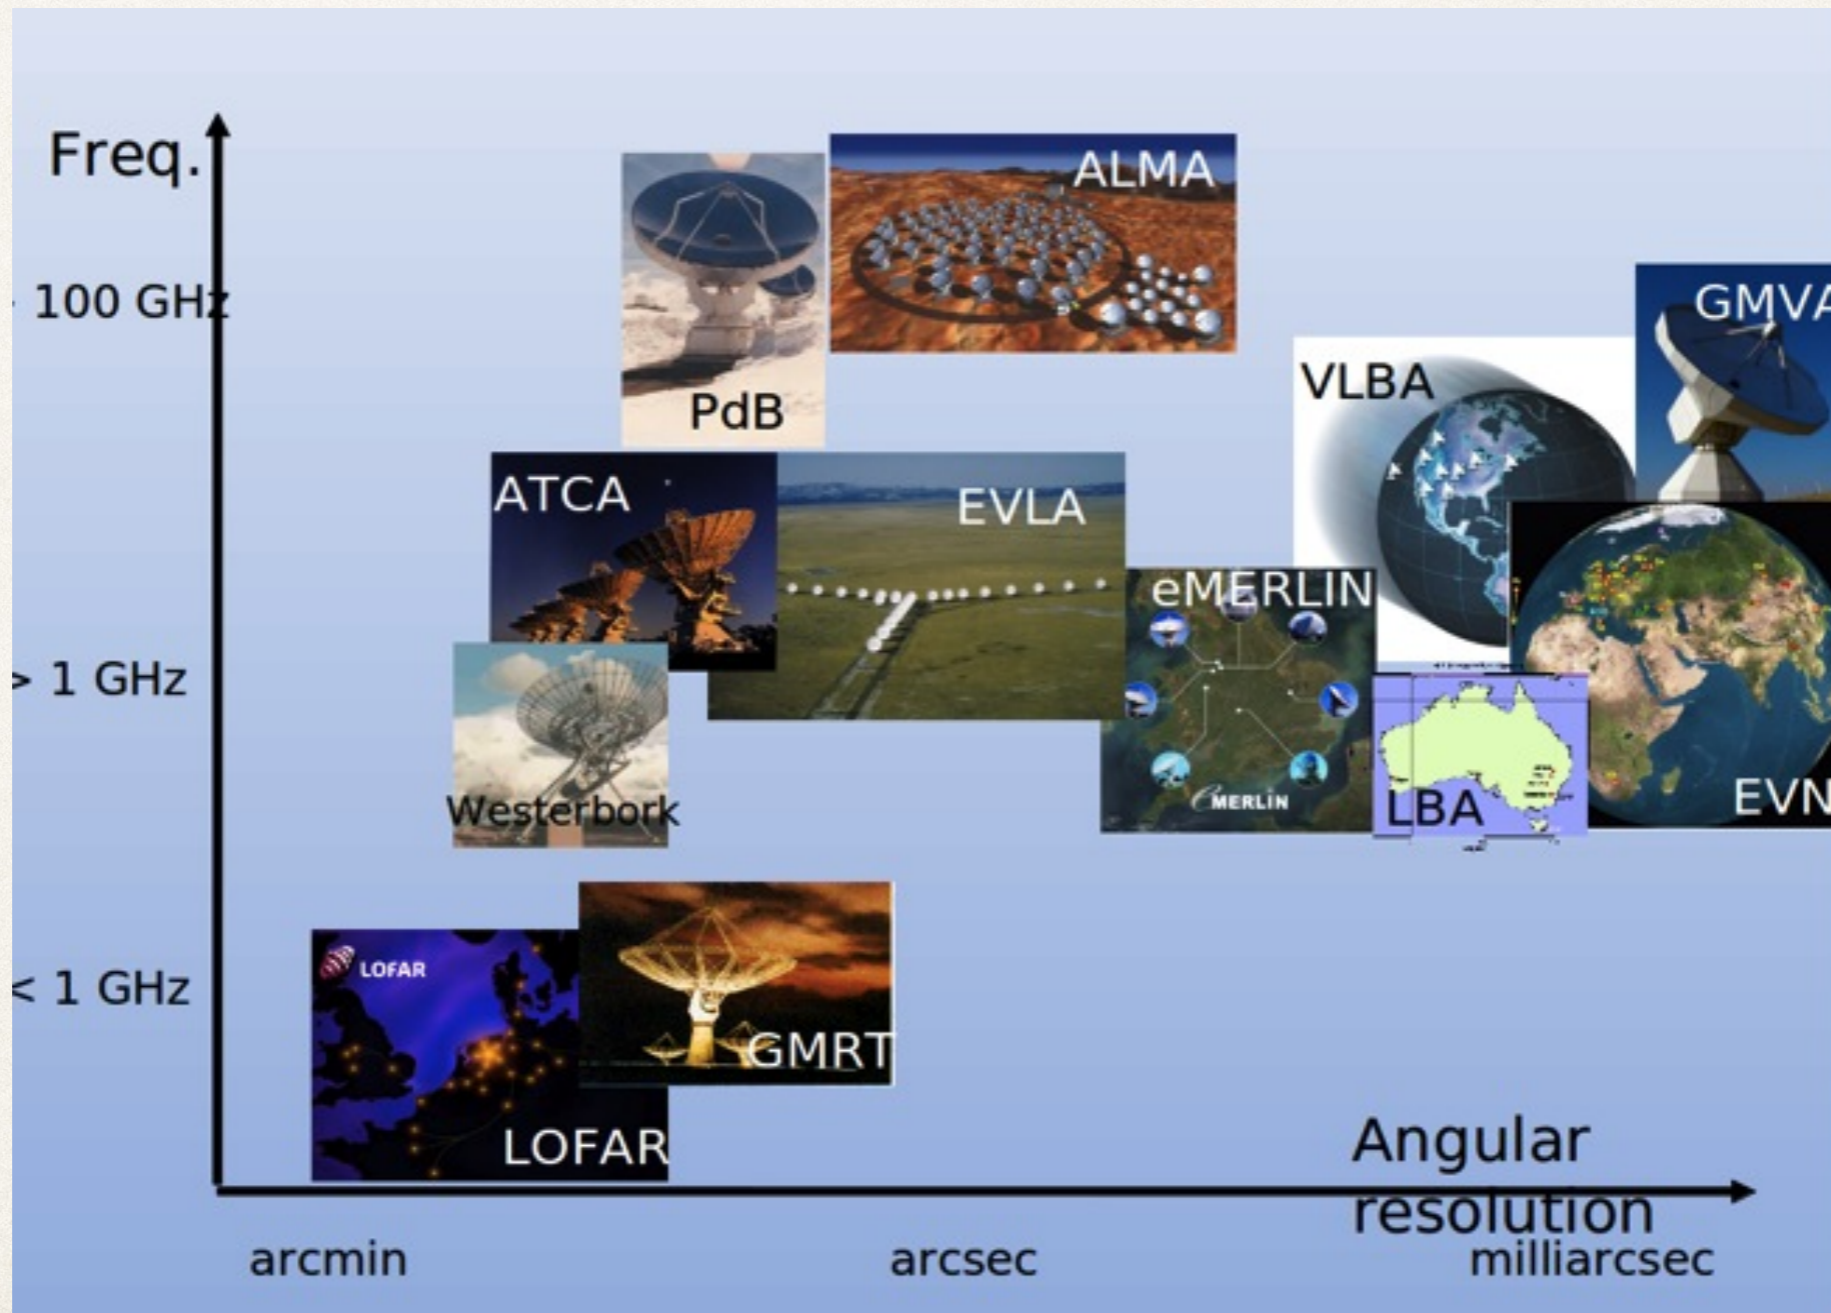 Freq.
ALMA
100 GHz
GMVA
PdB
VLBA
ATCA
EVLA
eMERLIN
> 1 GHz
Westerbork
eMERLIN
LBA
EVN
< 1 GHz
LOFAR
GMRT
LOFAR
Angular
resolution
arcmin
arcsec
milliarcsec